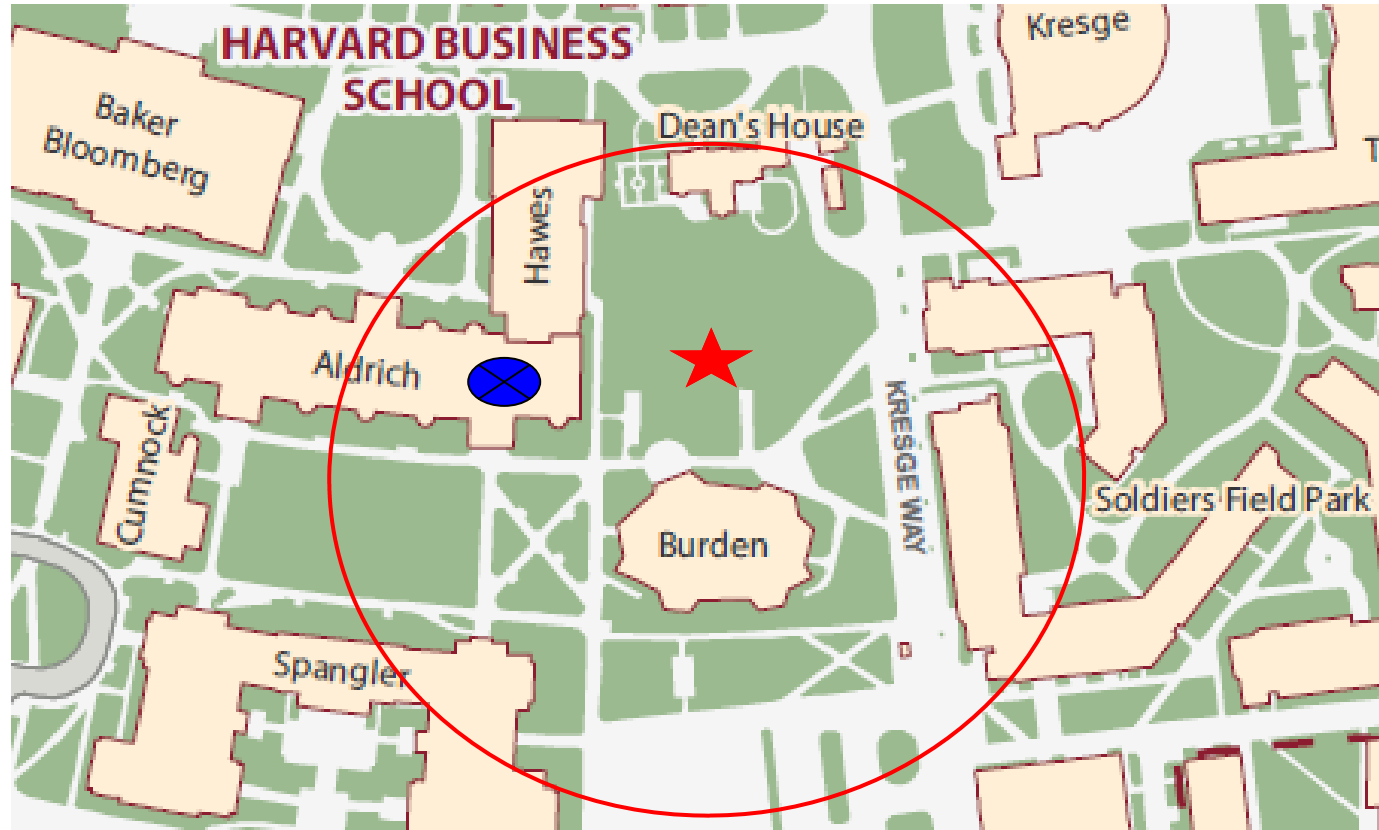 HARVARD BUSINESS
SCHOOL
Kresge
Baker
Bloomberg
Dean's House
T
Hawes
Aldrich
Cumnock
KRESGE WAY
Soldiers Field Park
Burden
Spangler